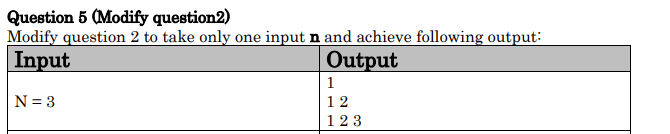 Question 5 (Modify question2)
Modify question 2 to take only one input n and achieve following output:
Input Output
N = 3
1
1 2
1 2 3